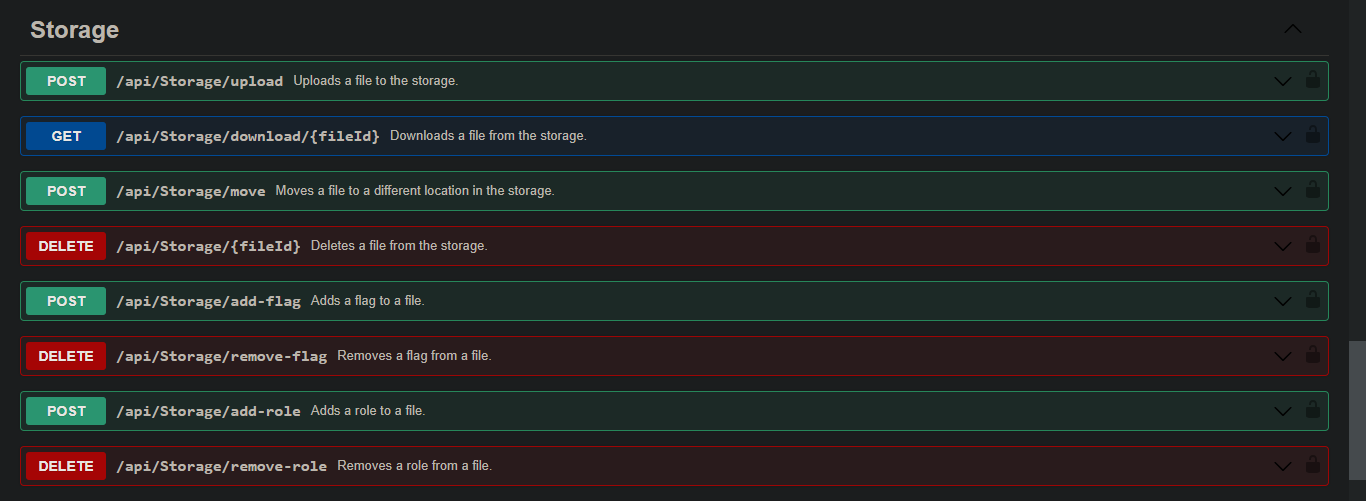 Storage
POST /api/Storage/upload Uploads a file to the storage.
GET /api/Storage/download/{fileId} Downloads a file from the storage.
POST /api/Storage/move Moves a file to a different location in the storage.
DELETE /api/Storage/{fileId} Deletes a file from the storage.
POST /api/Storage/add-flag Adds a flag to a file.
DELETE /api/Storage/remove-flag Removes a flag from a file.
POST /api/Storage/add-role Adds a role to a file.
DELETE /api/Storage/remove-role Removes a role from a file.